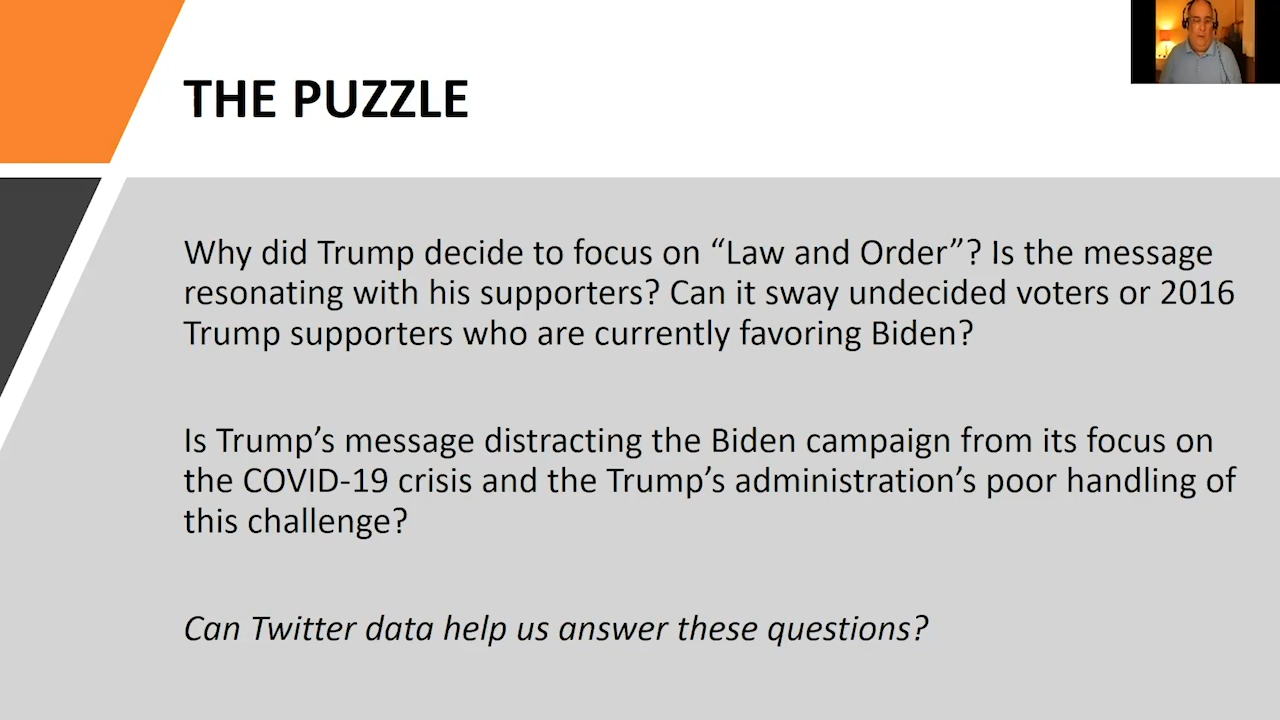 THE PUZZLE
Why did Trump decide to focus on “Law and Order”? Is the message
resonating with his supporters? Can it sway undecided voters or 2016
Trump supporters who are currently favoring Biden?
Is Trump’s message distracting the Biden campaign from its focus on
the COVID-19 crisis and the Trump’s administration’s poor handling of
this challenge?
Can Twitter data help us answer these questions?